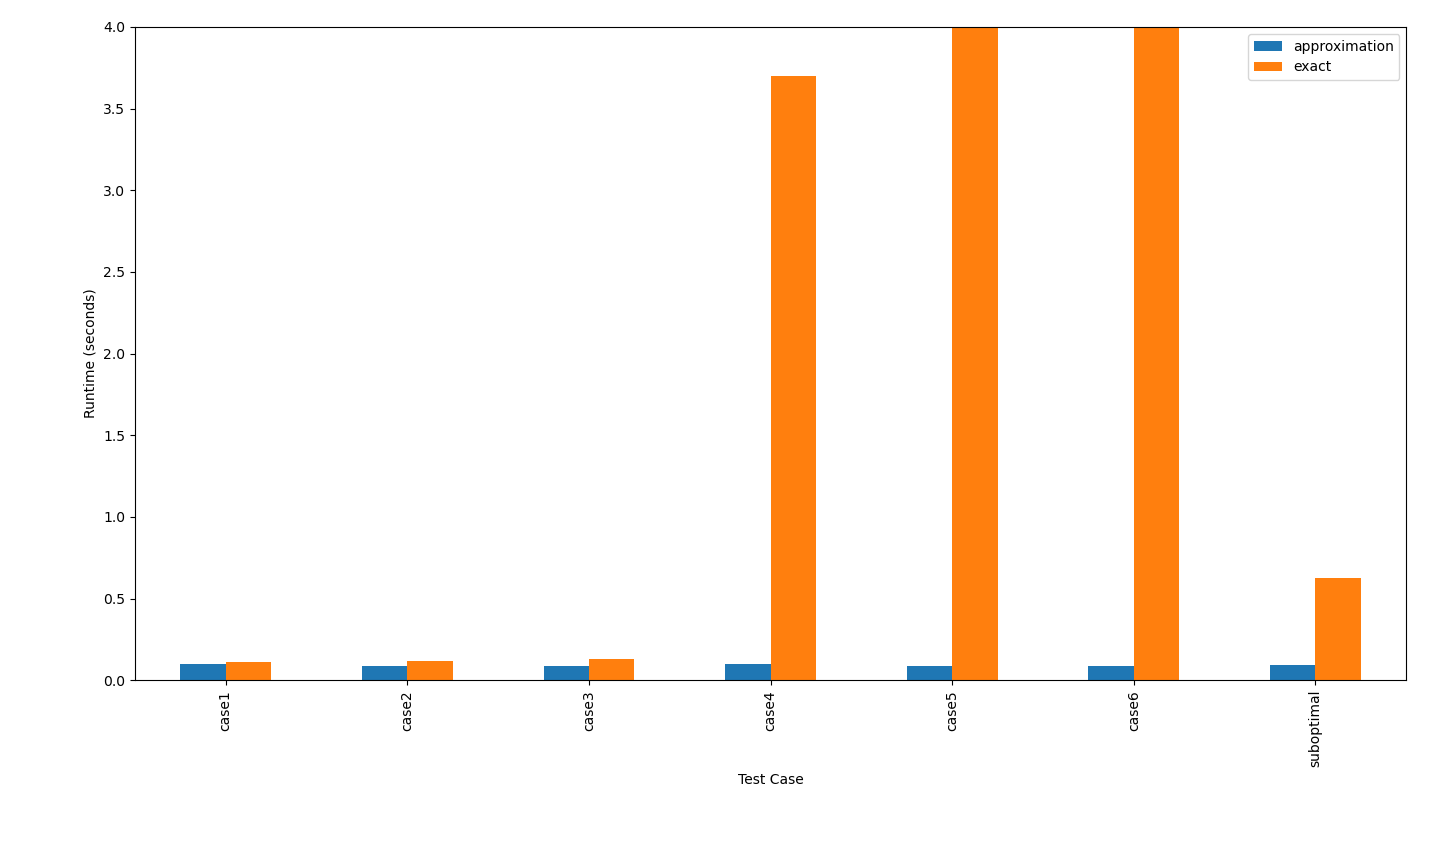 4.0
3.5
3.0
2.5
2.0
1.5
1.0
0.5
0.0
Runtime (seconds)
approximation
exact
case1
case2
case3
case4
case5
case6
suboptimal
Test Case